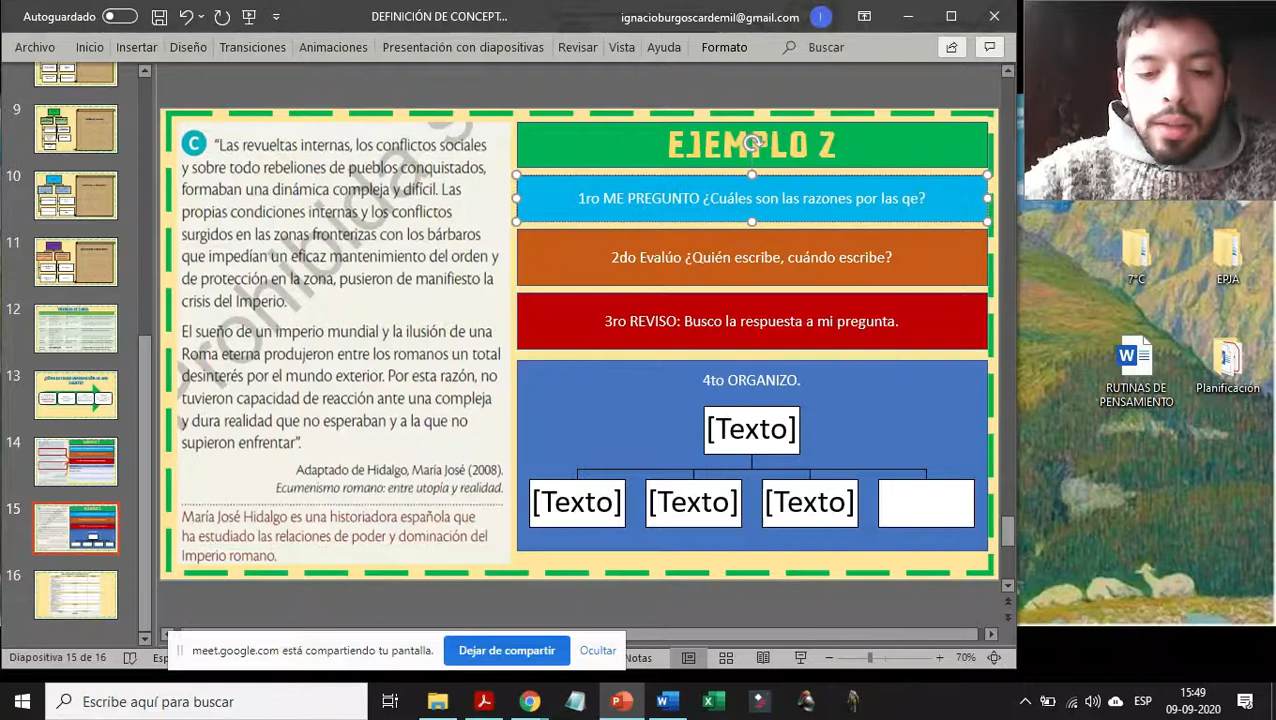 Autoguardado
DEFINICIÓN DE CONCEPT...
ignacioburgoscardemil@gmail.com
I
Archivo Inicio Insertar Diseño Transiciones Animaciones Presentación con diapositivas Revisar Vista Ayuda Formato Buscar
9
10
11
12
13
14
15
16
C "Las revueltas internas, los conflictos sociales
y sobre todo rebeliones de pueblos conquistados,
formaban una dinámica compleja y difícil. Las
propias condiciones internas y los conflictos
surgidos en las zonas fronterizas con los bárbaros
que impedían un eficaz mantenimiento del orden y
de protección en la zona, pusieron de manifiesto la
crisis del Imperio.
El sueño de un imperio mundial y la ilusión de una
Roma eterna produjeron entre los romanos un total
desinterés por el mundo exterior. Por esta razón, no
tuvieron capacidad de reacción ante una compleja
y dura realidad que no esperaban y a la que no
supieron enfrentar".
Adaptado de Hidalgo, María José (2008).
Ecumenismo romano: entre utopía y realidad.
María José Hidalgo es una historiadora española que
ha estudiado las relaciones de poder y dominación del
Imperio romano.
EJEMPLO 2
1ro ME PREGUNTO ¿Cuáles son las razones por las qe?
2do Evalúo ¿Quién escribe, cuándo escribe?
3ro REVISO: Busco la respuesta a mi pregunta.
4to ORGANIZO.
[Texto]
[Texto] [Texto] [Texto]
7°C
EPJA
RUTINAS DE
PENSAMIENTO
Planificación
meet.google.com está compartiendo tu pantalla.
Dejar de compartir
Ocultar
Diapositiva 15 de 16
Esp
Notas
70%
Escribe aquí para buscar
ESP
15:49
09-09-2020